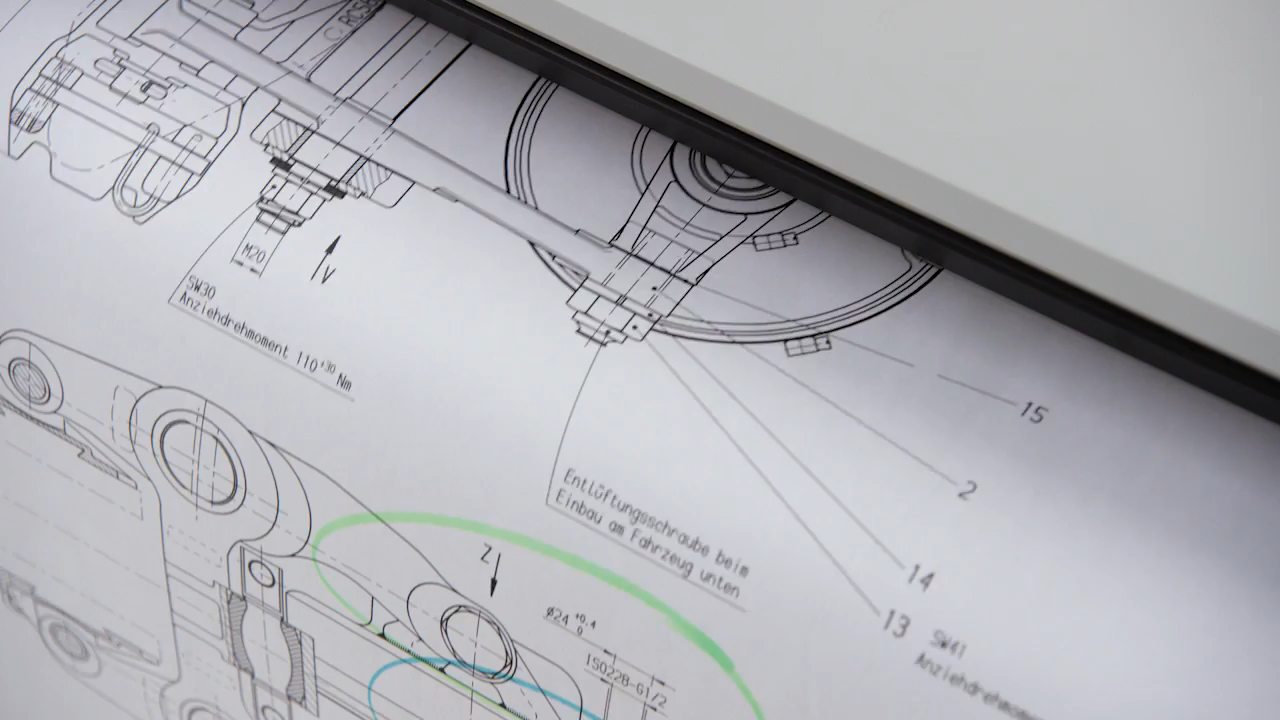 M20
V
SW30
Anziehdrehmoment 110 +30 Nm
15
2
Entlüftungsschraube beim
Einbau am Fahrzeug unten
14
13
SW41
Z
ø24 +0.4 0
ISO228-G1/2